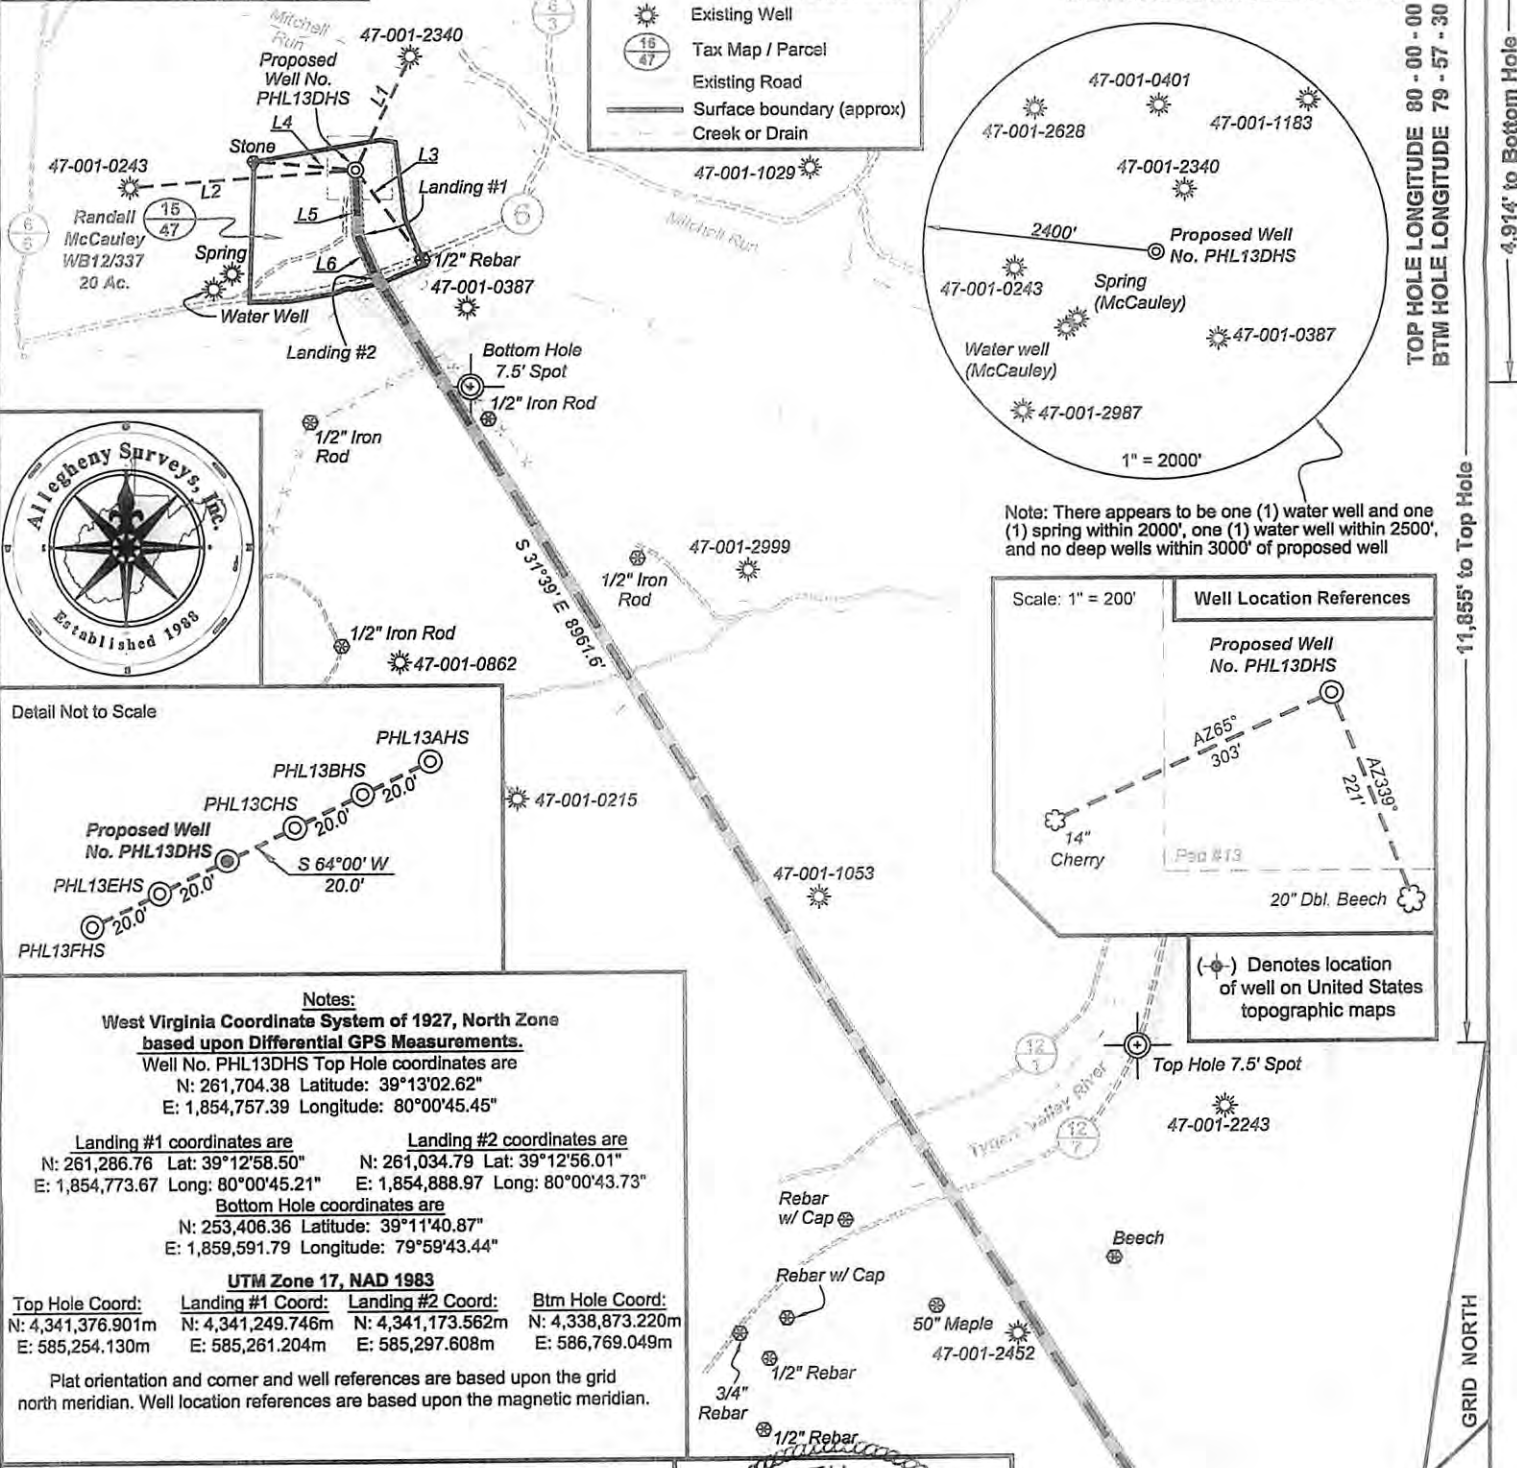 Mitchell
Run
47-001-2340
Proposed
Well No.
PHL13DHS
L1
L4
Stone
L3
47-001-0243
L2
Landing #1
L5
Randall
McCauley
WB12/337
20 Ac.
15
47
6
6
6
3
6
Spring
L6
1/2" Rebar
47-001-0387
Water Well
Landing #2
Bottom Hole
7.5' Spot
1/2" Iron Rod
1/2" Iron
Rod
Existing Well
16
47
Tax Map / Parcel
Existing Road
Surface boundary (approx)
Creek or Drain
47-001-1029
Mitchell Run
47-001-0401
47-001-2628
47-001-1183
47-001-2340
2400'
Proposed Well
No. PHL13DHS
47-001-0243
Spring
(McCauley)
47-001-0387
Water well
(McCauley)
47-001-2987
1" = 2000'
TOP HOLE LONGITUDE 80 - 00 - 00
BTM HOLE LONGITUDE 79 - 57 - 30
4,914' to Bottom Hole
11,855' to Top Hole
Note: There appears to be one (1) water well and one
(1) spring within 2000', one (1) water well within 2500',
and no deep wells within 3000' of proposed well
Allegheny Surveys, Inc.
Established 1988
S 31°39' E 8961.6'
1/2" Iron
Rod
47-001-2999
1/2" Iron Rod
47-001-0862
Scale: 1" = 200'
Well Location References
Proposed Well
No. PHL13DHS
AZ65°
303'
AZ339°
221'
14"
Cherry
Pad #13
20" Dbl. Beech
Detail Not to Scale
PHL13AHS
PHL13BHS
20.0'
PHL13CHS
20.0'
Proposed Well
No. PHL13DHS
S 64°00' W
20.0'
PHL13EHS
20.0'
20.0'
PHL13FHS
47-001-0215
47-001-1053
(-⌖-) Denotes location
of well on United States
topographic maps
12
1
Top Hole 7.5' Spot
Tygart Valley River
12
7
47-001-2243
Notes:
West Virginia Coordinate System of 1927, North Zone
based upon Differential GPS Measurements.
Well No. PHL13DHS Top Hole coordinates are
N: 261,704.38 Latitude: 39°13'02.62"
E: 1,854,757.39 Longitude: 80°00'45.45"
Landing #1 coordinates are
N: 261,286.76 Lat: 39°12'58.50"
E: 1,854,773.67 Long: 80°00'45.21"
Landing #2 coordinates are
N: 261,034.79 Lat: 39°12'56.01"
E: 1,854,888.97 Long: 80°00'43.73"
Bottom Hole coordinates are
N: 253,406.36 Latitude: 39°11'40.87"
E: 1,859,591.79 Longitude: 79°59'43.44"
UTM Zone 17, NAD 1983
Top Hole Coord:
N: 4,341,376.901m
E: 585,254.130m
Landing #1 Coord:
N: 4,341,249.746m
E: 585,261.204m
Landing #2 Coord:
N: 4,341,173.562m
E: 585,297.608m
Btm Hole Coord:
N: 4,338,873.220m
E: 586,769.049m
Plat orientation and corner and well references are based upon the grid
north meridian. Well location references are based upon the magnetic meridian.
Rebar
w/ Cap
Beech
Rebar w/ Cap
50" Maple
47-001-2452
1/2" Rebar
3/4"
Rebar
1/2" Rebar
GRID NORTH